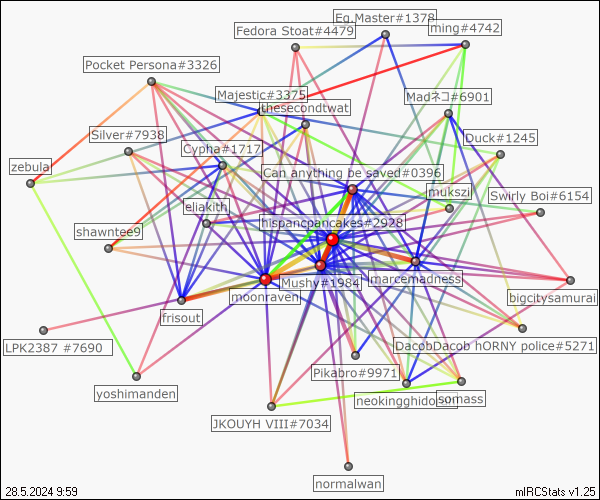 Eg.Master#1378
Fedora Stoat#4479
ming#4742
Pocket Persona#3326
Majestic#3375
Madネコ#6901
thesecondtwat
Silver#7938
Duck#1245
Cypha#1717
zebula
Can anything be saved#0396
mukszi
Swirly Boi#6154
eliakith
hispancpancakes#2928
shawntee9
marcemadness
Mushy#1984
moonraven
bigcitysamurai
frisout
LPK2387 #7690
DacobDacob hORNY police#5271
Pikabro#9971
yoshimanden
neokingghido
somass
JKOUYH VIII#7034
normalwan
28.5.2024 9:59
mIRCStats v1.25